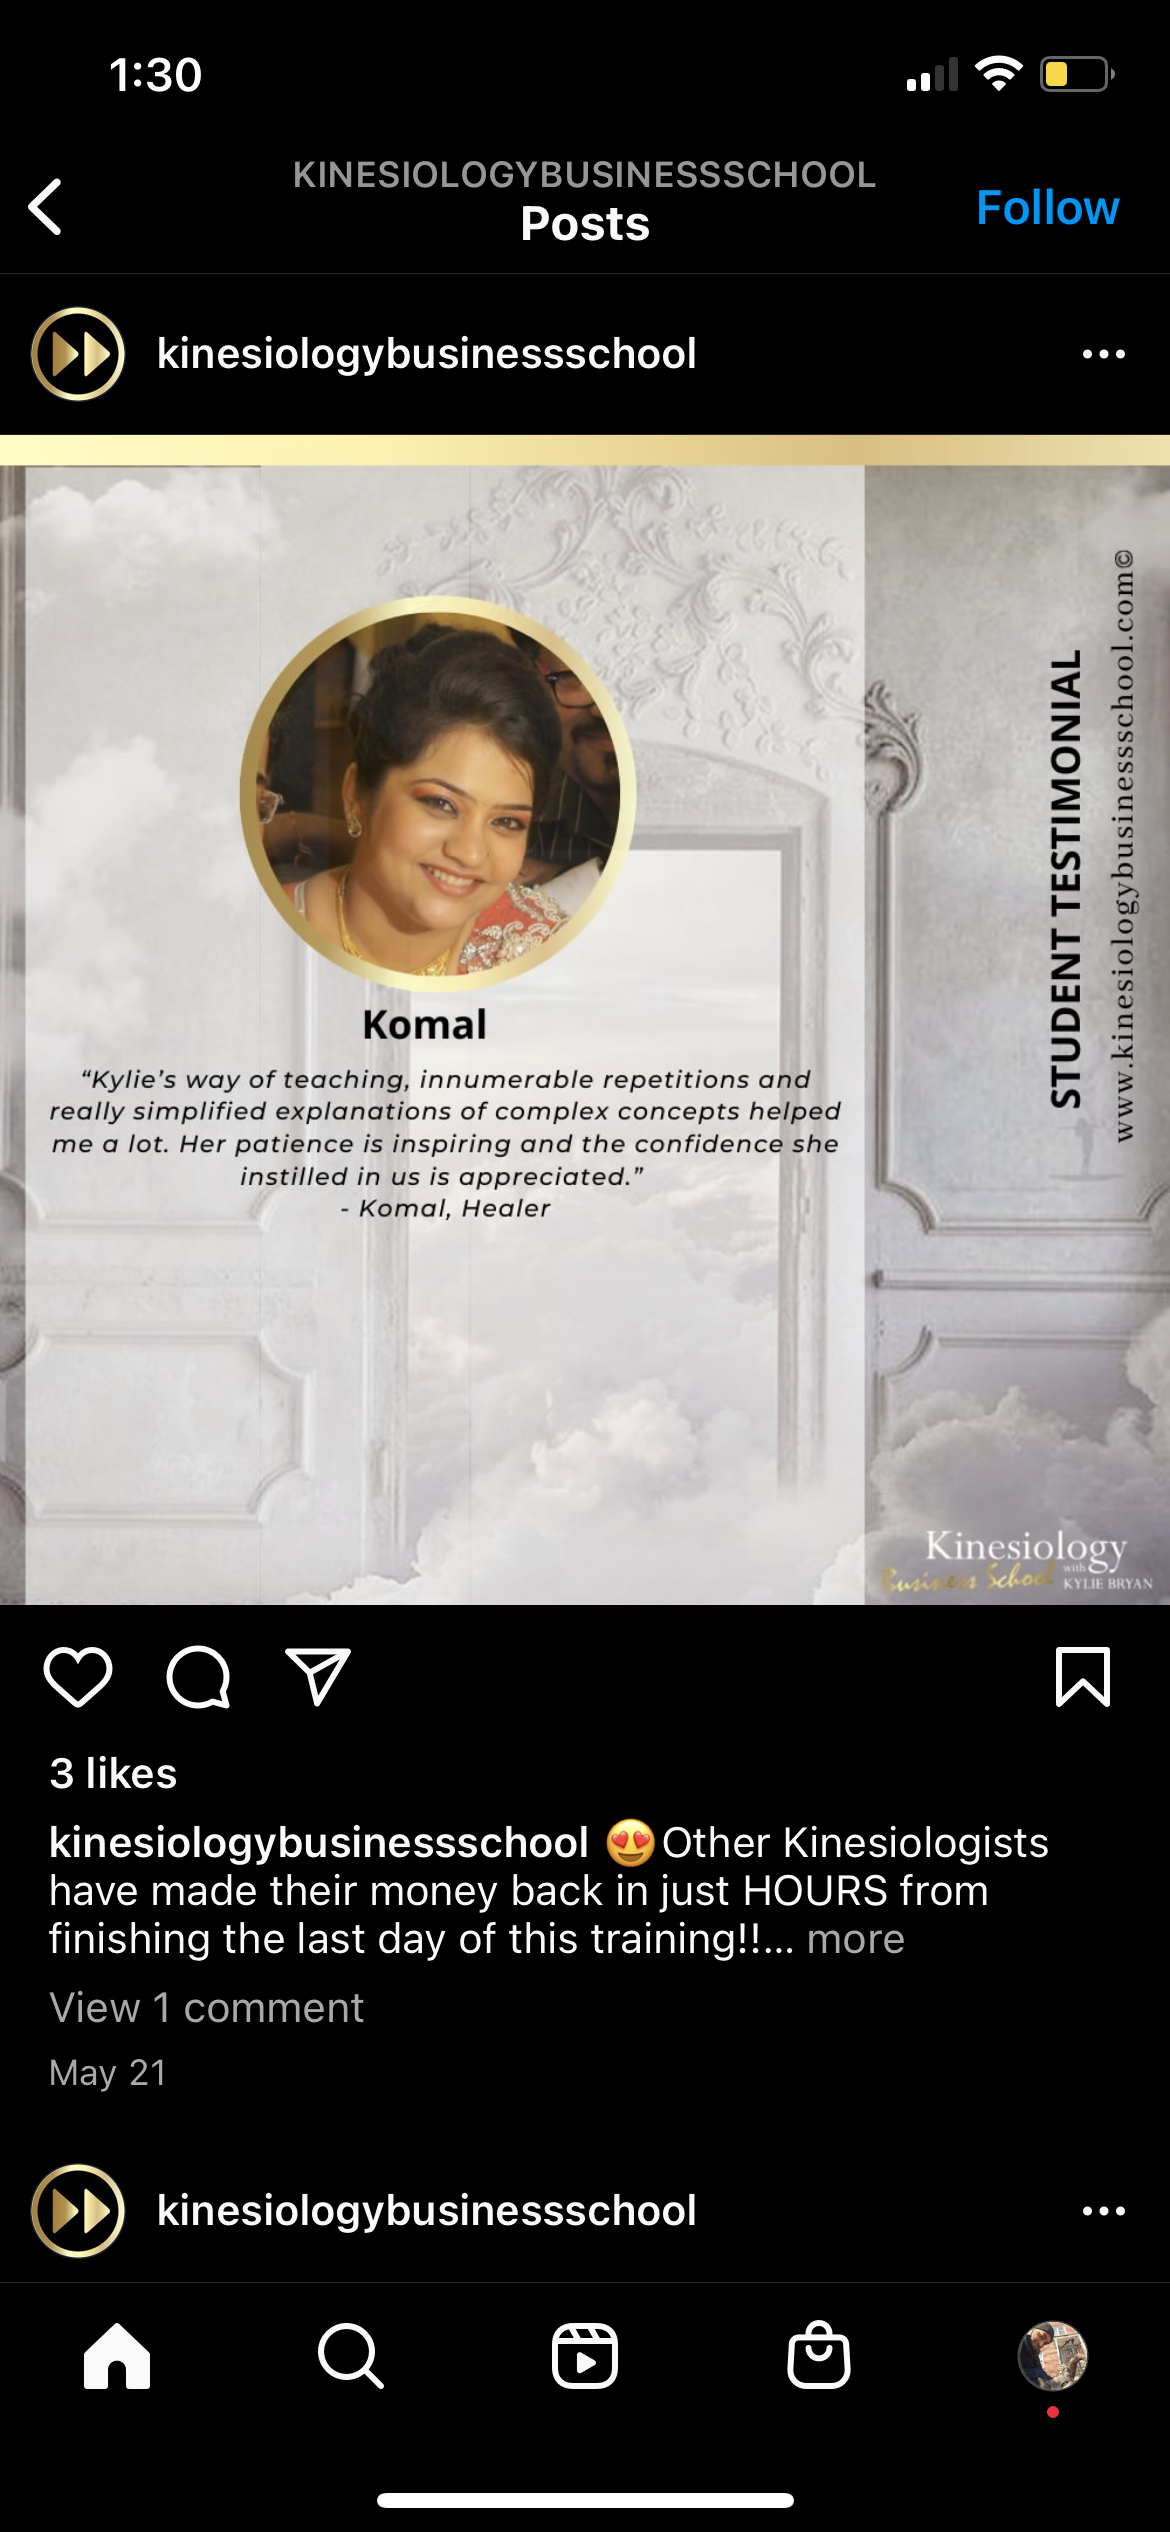 1:30
KINESIOLOGYBUSINESSSCHOOL
Posts
Follow
kinesiologybusinessschool
STUDENT TESTIMONIAL
www.kinesiologybusinessschool.com©
Komal
“Kylie’s way of teaching, innumerable repetitions and
really simplified explanations of complex concepts helped
me a lot. Her patience is inspiring and the confidence she
instilled in us is appreciated.”
- Komal, Healer
Kinesiology
Business School with KYLIE BRYAN
3 likes
kinesiologybusinessschool 😍Other Kinesiologists
have made their money back in just HOURS from
finishing the last day of this training!!... more
View 1 comment
May 21
kinesiologybusinessschool